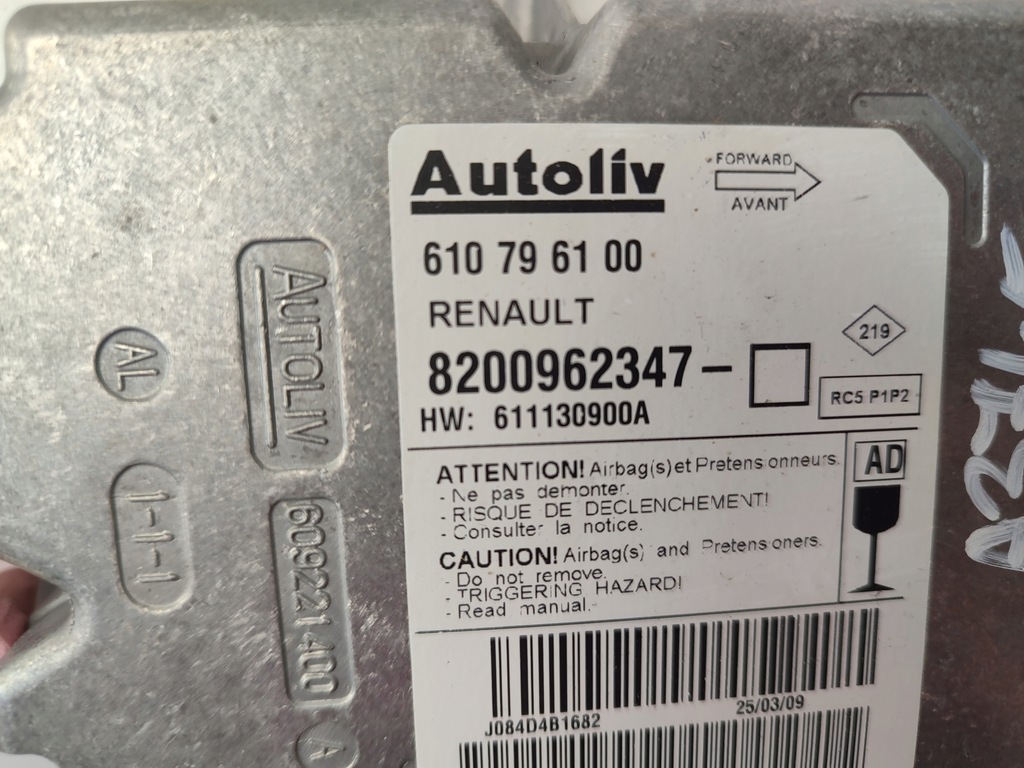 Autoliv
FORWARD
AVANT
610 79 61 00
RENAULT
219
8200962347-
RC5 P1P2
HW: 611130900A
ATTENTION! Airbag(s) et Pretensionneurs.
- Ne pas demonter.
- RISQUE DE DECLENCHEMENT!
- Consulter la notice.
AD
CAUTION! Airbag(s) and Pretensioners.
- Do not remove.
- TRIGGERING HAZARD!
- Read manual.
J084D4B1682
25/03/09
AUTOLIV
AL
1-1-1
609221400
A